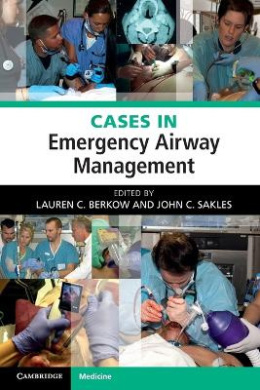 CASES IN
Emergency Airway
Management
EDITED BY
LAUREN C. BERKOW AND JOHN C. SAKLES
CAMBRIDGE
Medicine